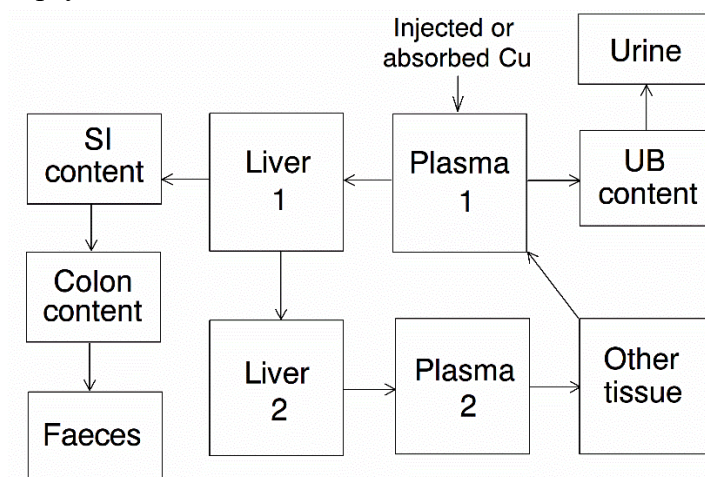 Injected or
absorbed Cu
Urine
SI
content
Liver
1
Plasma
1
UB
content
Colon
content
Liver
2
Plasma
2
Other
tissue
Faeces